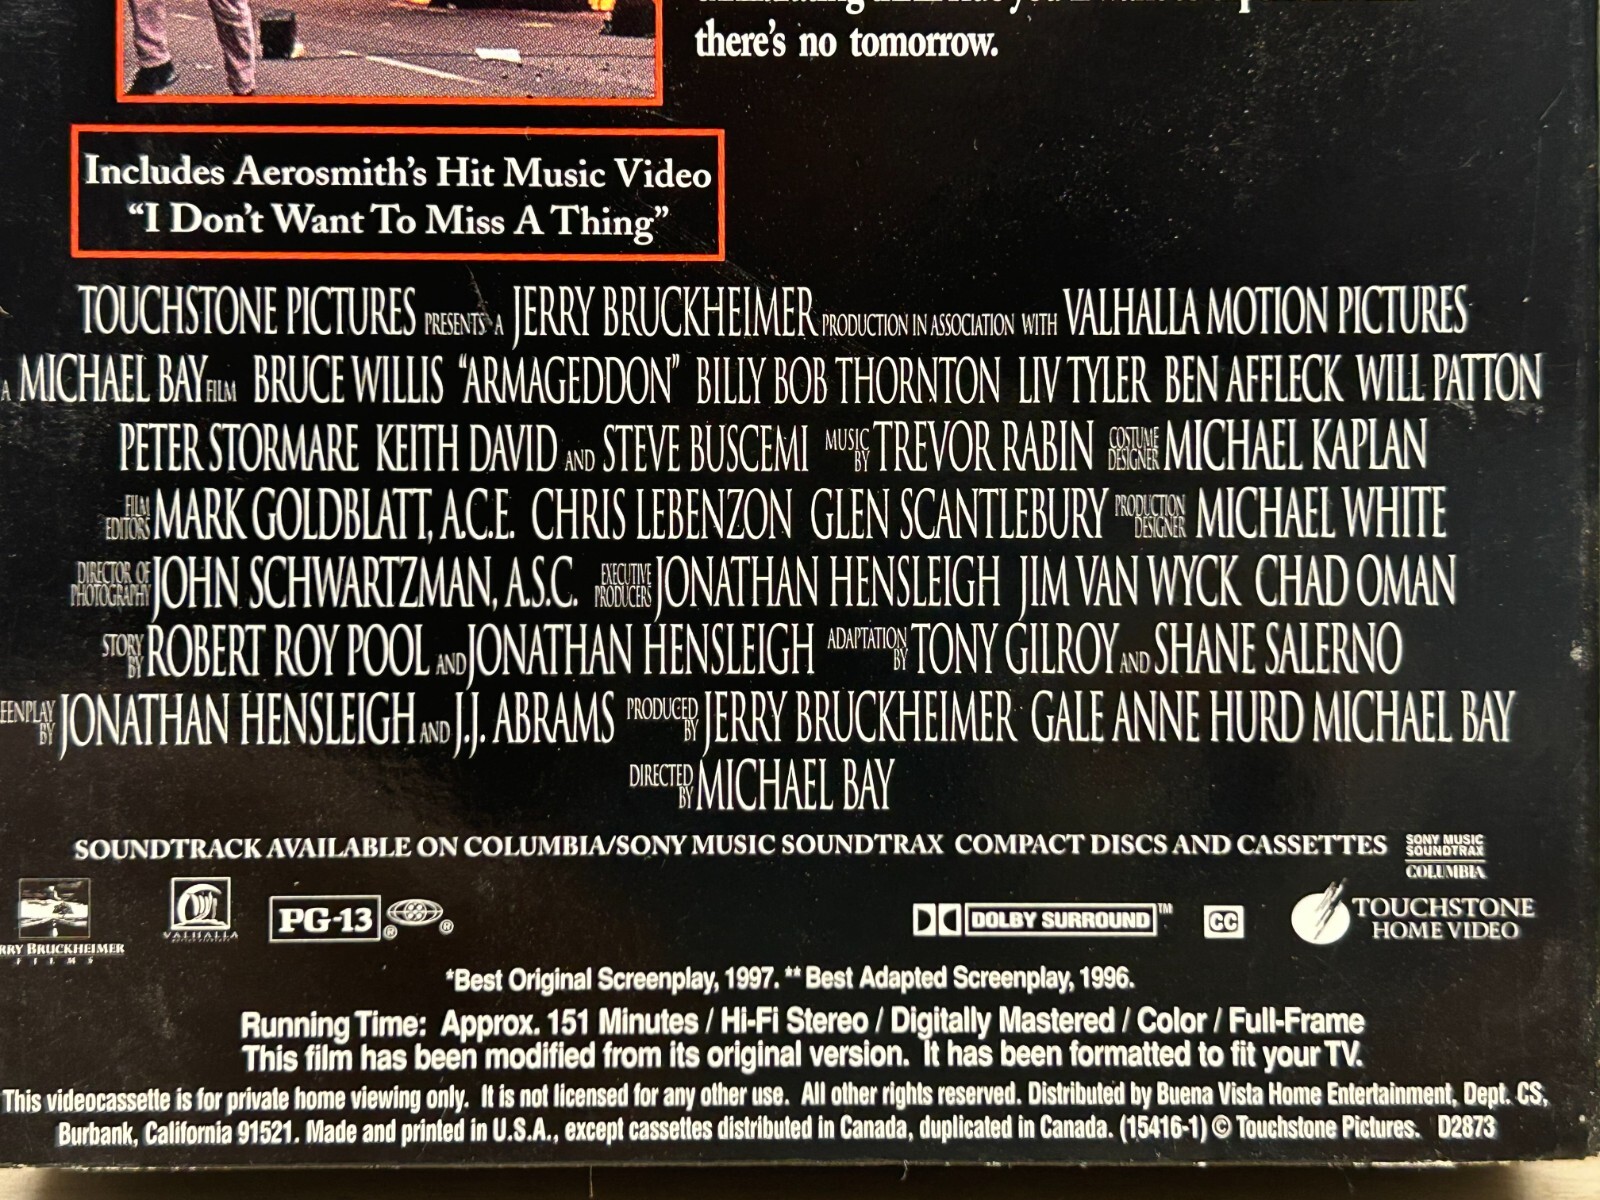 there's no tomorrow.
Includes Aerosmith's Hit Music Video
“I Don't Want To Miss A Thing”
TOUCHSTONE PICTURES PRESENTS A JERRY BRUCKHEIMER PRODUCTION IN ASSOCIATION WITH VALHALLA MOTION PICTURES
A MICHAEL BAY FILM BRUCE WILLIS “ARMAGEDDON” BILLY BOB THORNTON LIV TYLER BEN AFFLECK WILL PATTON
PETER STORMARE KEITH DAVID AND STEVE BUSCEMI MUSIC BY TREVOR RABIN COSTUME DESIGNER MICHAEL KAPLAN
FILM EDITORS MARK GOLDBLATT, A.C.E. CHRIS LEBENZON GLEN SCANTLEBURY PRODUCTION DESIGNER MICHAEL WHITE
DIRECTOR OF PHOTOGRAPHY JOHN SCHWARTZMAN, A.S.C. EXECUTIVE PRODUCERS JONATHAN HENSLEIGH JIM VAN WYCK CHAD OMAN
STORY BY ROBERT ROY POOL AND JONATHAN HENSLEIGH ADAPTATION BY TONY GILROY AND SHANE SALERNO
EENPLAY BY JONATHAN HENSLEIGH AND J.J. ABRAMS PRODUCED BY JERRY BRUCKHEIMER GALE ANNE HURD MICHAEL BAY
DIRECTED BY MICHAEL BAY
SOUNDTRACK AVAILABLE ON COLUMBIA/SONY MUSIC SOUNDTRAX COMPACT DISCS AND CASSETTES SONY MUSIC SOUNDTRAX COLUMBIA
RRY BRUCKHEIMER FILMS VALHALLA PG-13 ® ® DOLBY SURROUND™ CC TOUCHSTONE HOME VIDEO
*Best Original Screenplay, 1997. ** Best Adapted Screenplay, 1996.
Running Time: Approx. 151 Minutes / Hi-Fi Stereo / Digitally Mastered / Color / Full-Frame
This film has been modified from its original version. It has been formatted to fit your TV.
This videocassette is for private home viewing only. It is not licensed for any other use. All other rights reserved. Distributed by Buena Vista Home Entertainment, Dept. CS,
Burbank, California 91521. Made and printed in U.S.A., except cassettes distributed in Canada, duplicated in Canada. (15416-1) © Touchstone Pictures. D2873